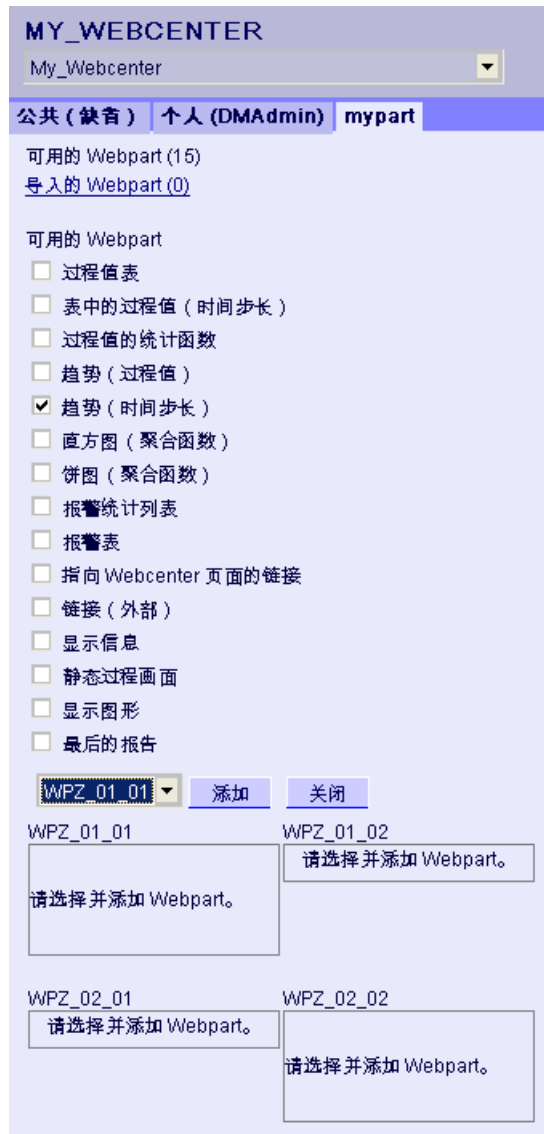 MY_WEBCENTER
My_Webcenter
公共(缺省) 个人(DMAdmin) mypart
可用的 Webpart (15)
导入的 Webpart (0)
可用的 Webpart
过程值表
表中的过程值(时间步长)
过程值的统计函数
趋势(过程值)
趋势(时间步长)
直方图(聚合函数)
饼图(聚合函数)
报警统计列表
报警表
指向 Webcenter 页面的链接
链接(外部)
显示信息
静态过程画面
显示图形
最后的报告
WPZ_01_01 添加 关闭
WPZ_01_01 WPZ_01_02
请选择并添加 Webpart。
请选择并添加 Webpart。
WPZ_02_01 WPZ_02_02
请选择并添加 Webpart。
请选择并添加 Webpart。